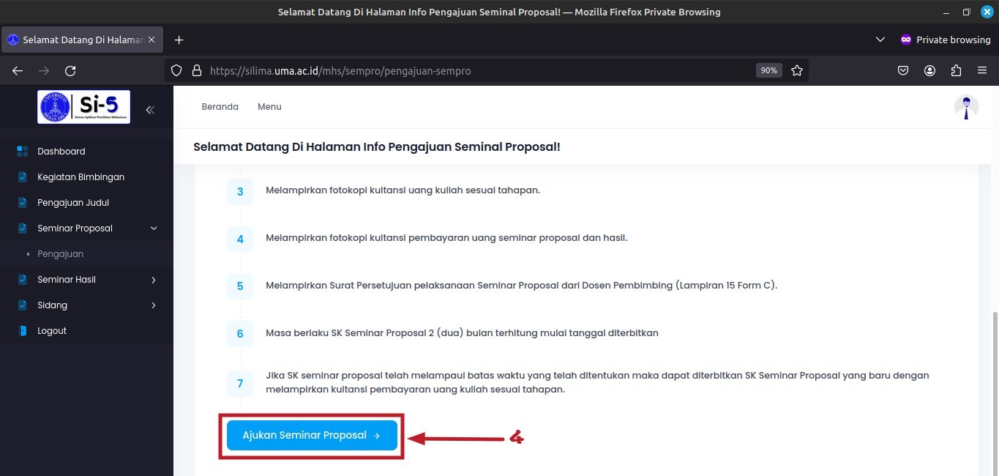 Selamat Datang Di Halaman Info Pengajuan Seminal Proposal! — Mozilla Firefox Private Browsing
Selamat Datang Di Halaman
Private browsing
https://silima.uma.ac.id/mhs/sempro/pengajuan-sempro
90%
UNIVERSITAS MEDAN AREA
Si-5
Sistem Aplikasi Penelitian Mahasiswa
Beranda
Menu
Selamat Datang Di Halaman Info Pengajuan Seminal Proposal!
Dashboard
Kegiatan Bimbingan
Pengajuan Judul
Seminar Proposal
Pengajuan
Seminar Hasil
Sidang
Logout
3 Melampirkan fotokopi kuitansi uang kuliah sesuai tahapan.
4 Melampirkan fotokopi kuitansi pembayaran uang seminar proposal dan hasil.
5 Melampirkan Surat Persetujuan pelaksanaan Seminar Proposal dari Dosen Pembimbing (Lampiran 15 Form C).
6 Masa berlaku SK Seminar Proposal 2 (dua) bulan terhitung mulai tanggal diterbitkan
7 Jika SK seminar proposal telah melampaui batas waktu yang telah ditentukan maka dapat diterbitkan SK Seminar Proposal yang baru dengan
melampirkan kuitansi pembayaran uang kuliah sesuai tahapan.
Ajukan Seminar Proposal →
4